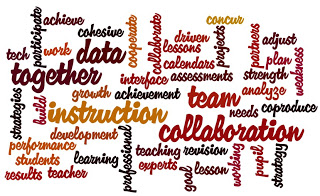 achieve
concur
participate
cohesive
cooperate
collaborate
driven
lessons
projects
partners
adjust
tech
work
data
calendars
plan
weakness
together
interface
assessments
strength
strategies
build
growth
achievement
team
analyze
instruction
needs
coproduce
development
professional
collaboration
performance
students
learning
teaching
revision
results
teacher
experts
goal
lesson
working
pupil
strategy